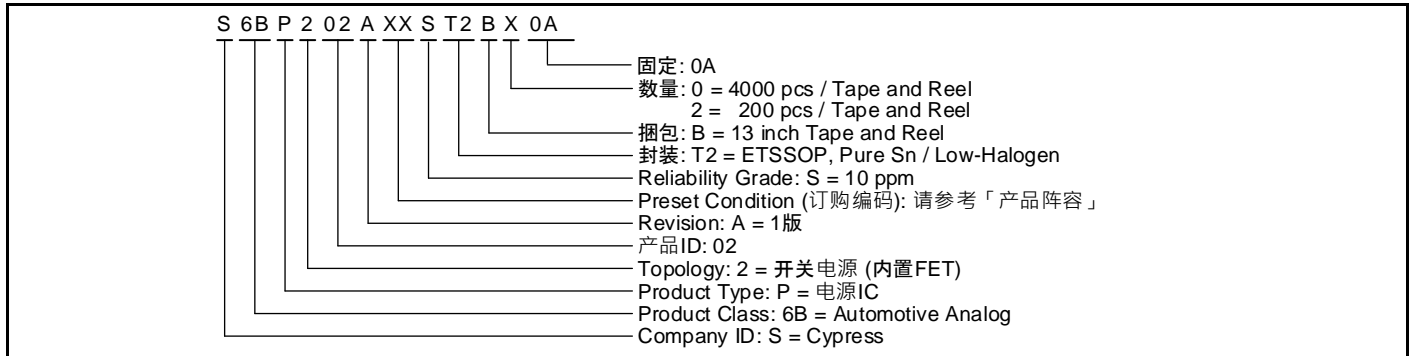 S 6B P 2 02 A XX S T2 B X 0A
固定: 0A
数量: 0 = 4000 pcs / Tape and Reel
2 = 200 pcs / Tape and Reel
捆包: B = 13 inch Tape and Reel
封装: T2 = ETSSOP, Pure Sn / Low-Halogen
Reliability Grade: S = 10 ppm
Preset Condition (订购编码): 请参考「产品阵容」
Revision: A = 1版
产品ID: 02
Topology: 2 = 开关电源 (内置FET)
Product Type: P = 电源IC
Product Class: 6B = Automotive Analog
Company ID: S = Cypress